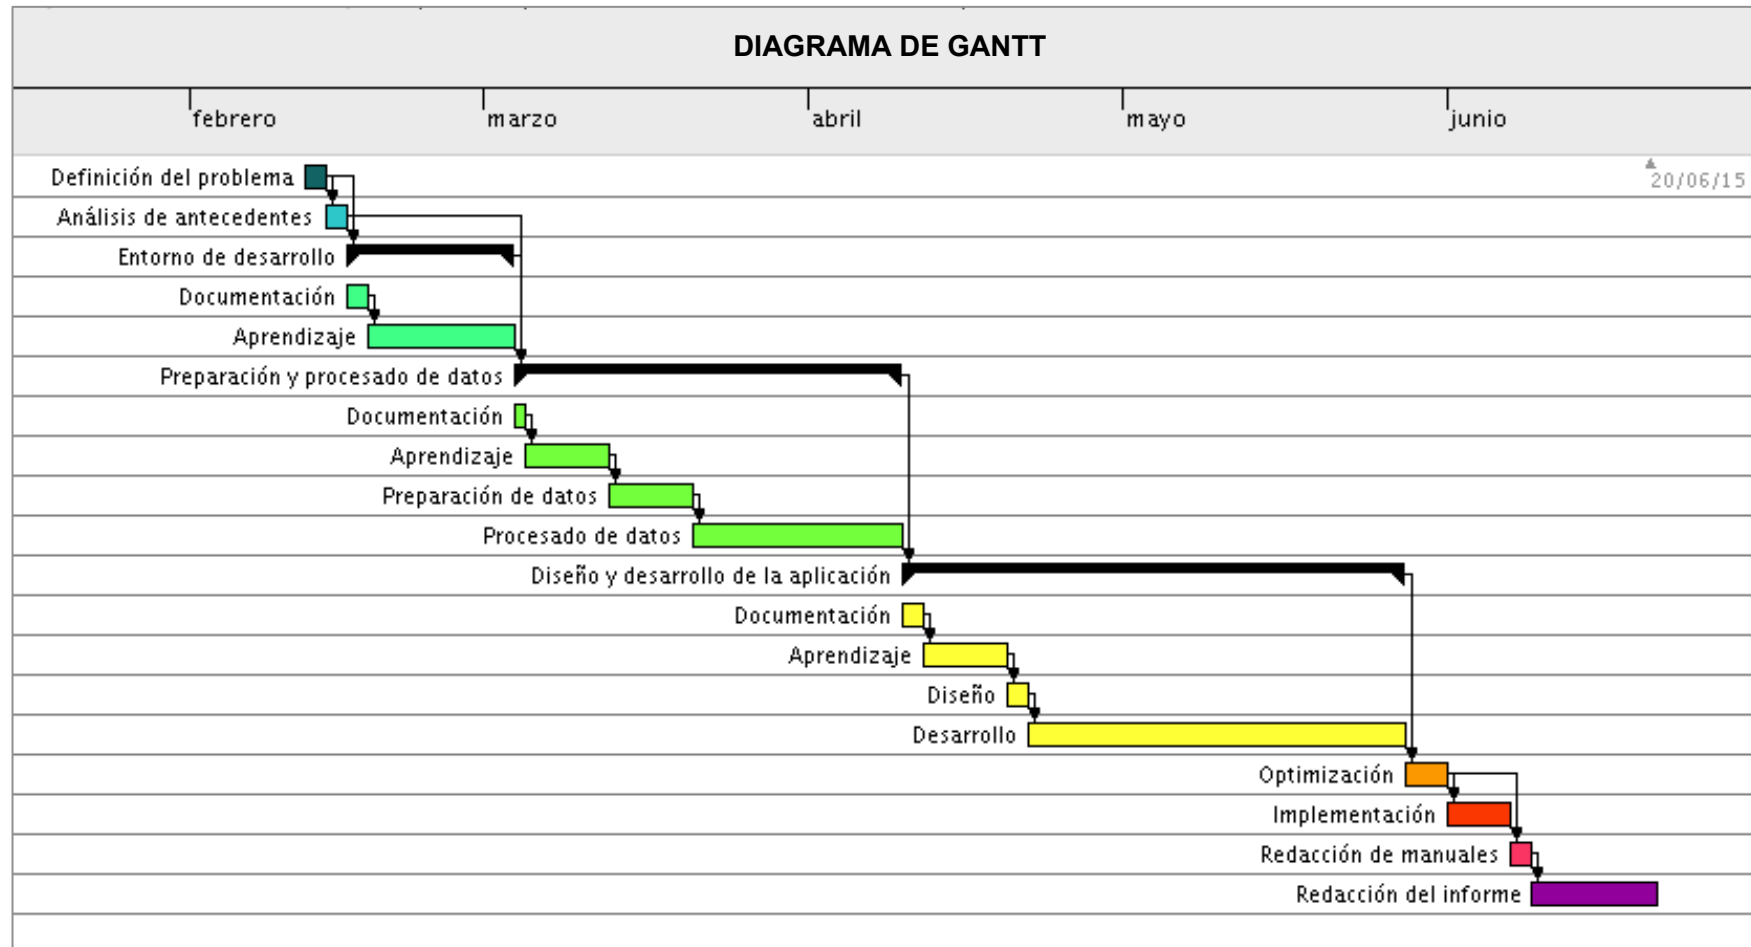 DIAGRAMA DE GANTT
febrero
marzo
abril
mayo
junio
Definición del problema
20/06/15
Análisis de antecedentes
Entorno de desarrollo
Documentación
Aprendizaje
Preparación y procesado de datos
Documentación
Aprendizaje
Preparación de datos
Procesado de datos
Diseño y desarrollo de la aplicación
Documentación
Aprendizaje
Diseño
Desarrollo
Optimización
Implementación
Redacción de manuales
Redacción del informe